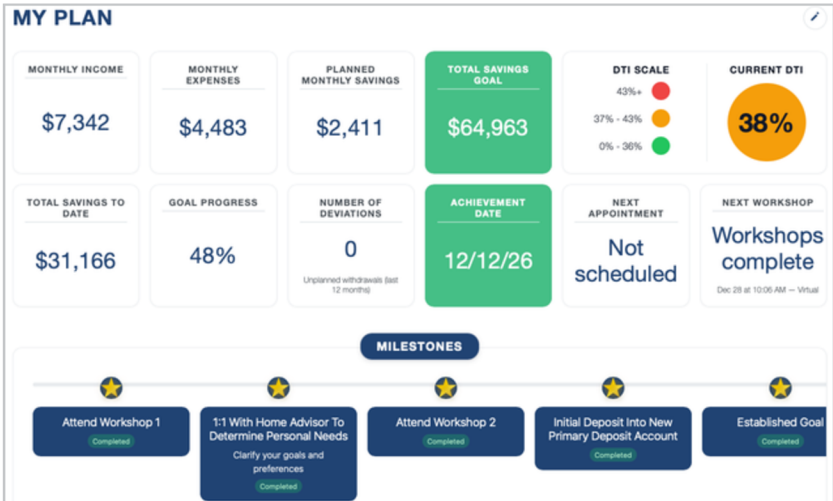 MY PLAN
MONTHLY INCOME
$7,342
MONTHLY
EXPENSES
$4,483
PLANNED
MONTHLY SAVINGS
$2,411
TOTAL SAVINGS
GOAL
$64,963
DTI SCALE
43%+
37% - 43%
0% - 36%
CURRENT DTI
38%
TOTAL SAVINGS TO
DATE
$31,166
GOAL PROGRESS
48%
NUMBER OF
DEVIATIONS
0
Unplanned withdrawals (last
12 months)
ACHIEVEMENT
DATE
12/12/26
NEXT
APPOINTMENT
Not
scheduled
NEXT WORKSHOP
Workshops
complete
Dec 28 at 10:06 AM — Virtual
MILESTONES
Attend Workshop 1
Completed
1:1 With Home Advisor To
Determine Personal Needs
Clarify your goals and
preferences
Completed
Attend Workshop 2
Completed
Initial Deposit Into New
Primary Deposit Account
Completed
Established Goal
Completed